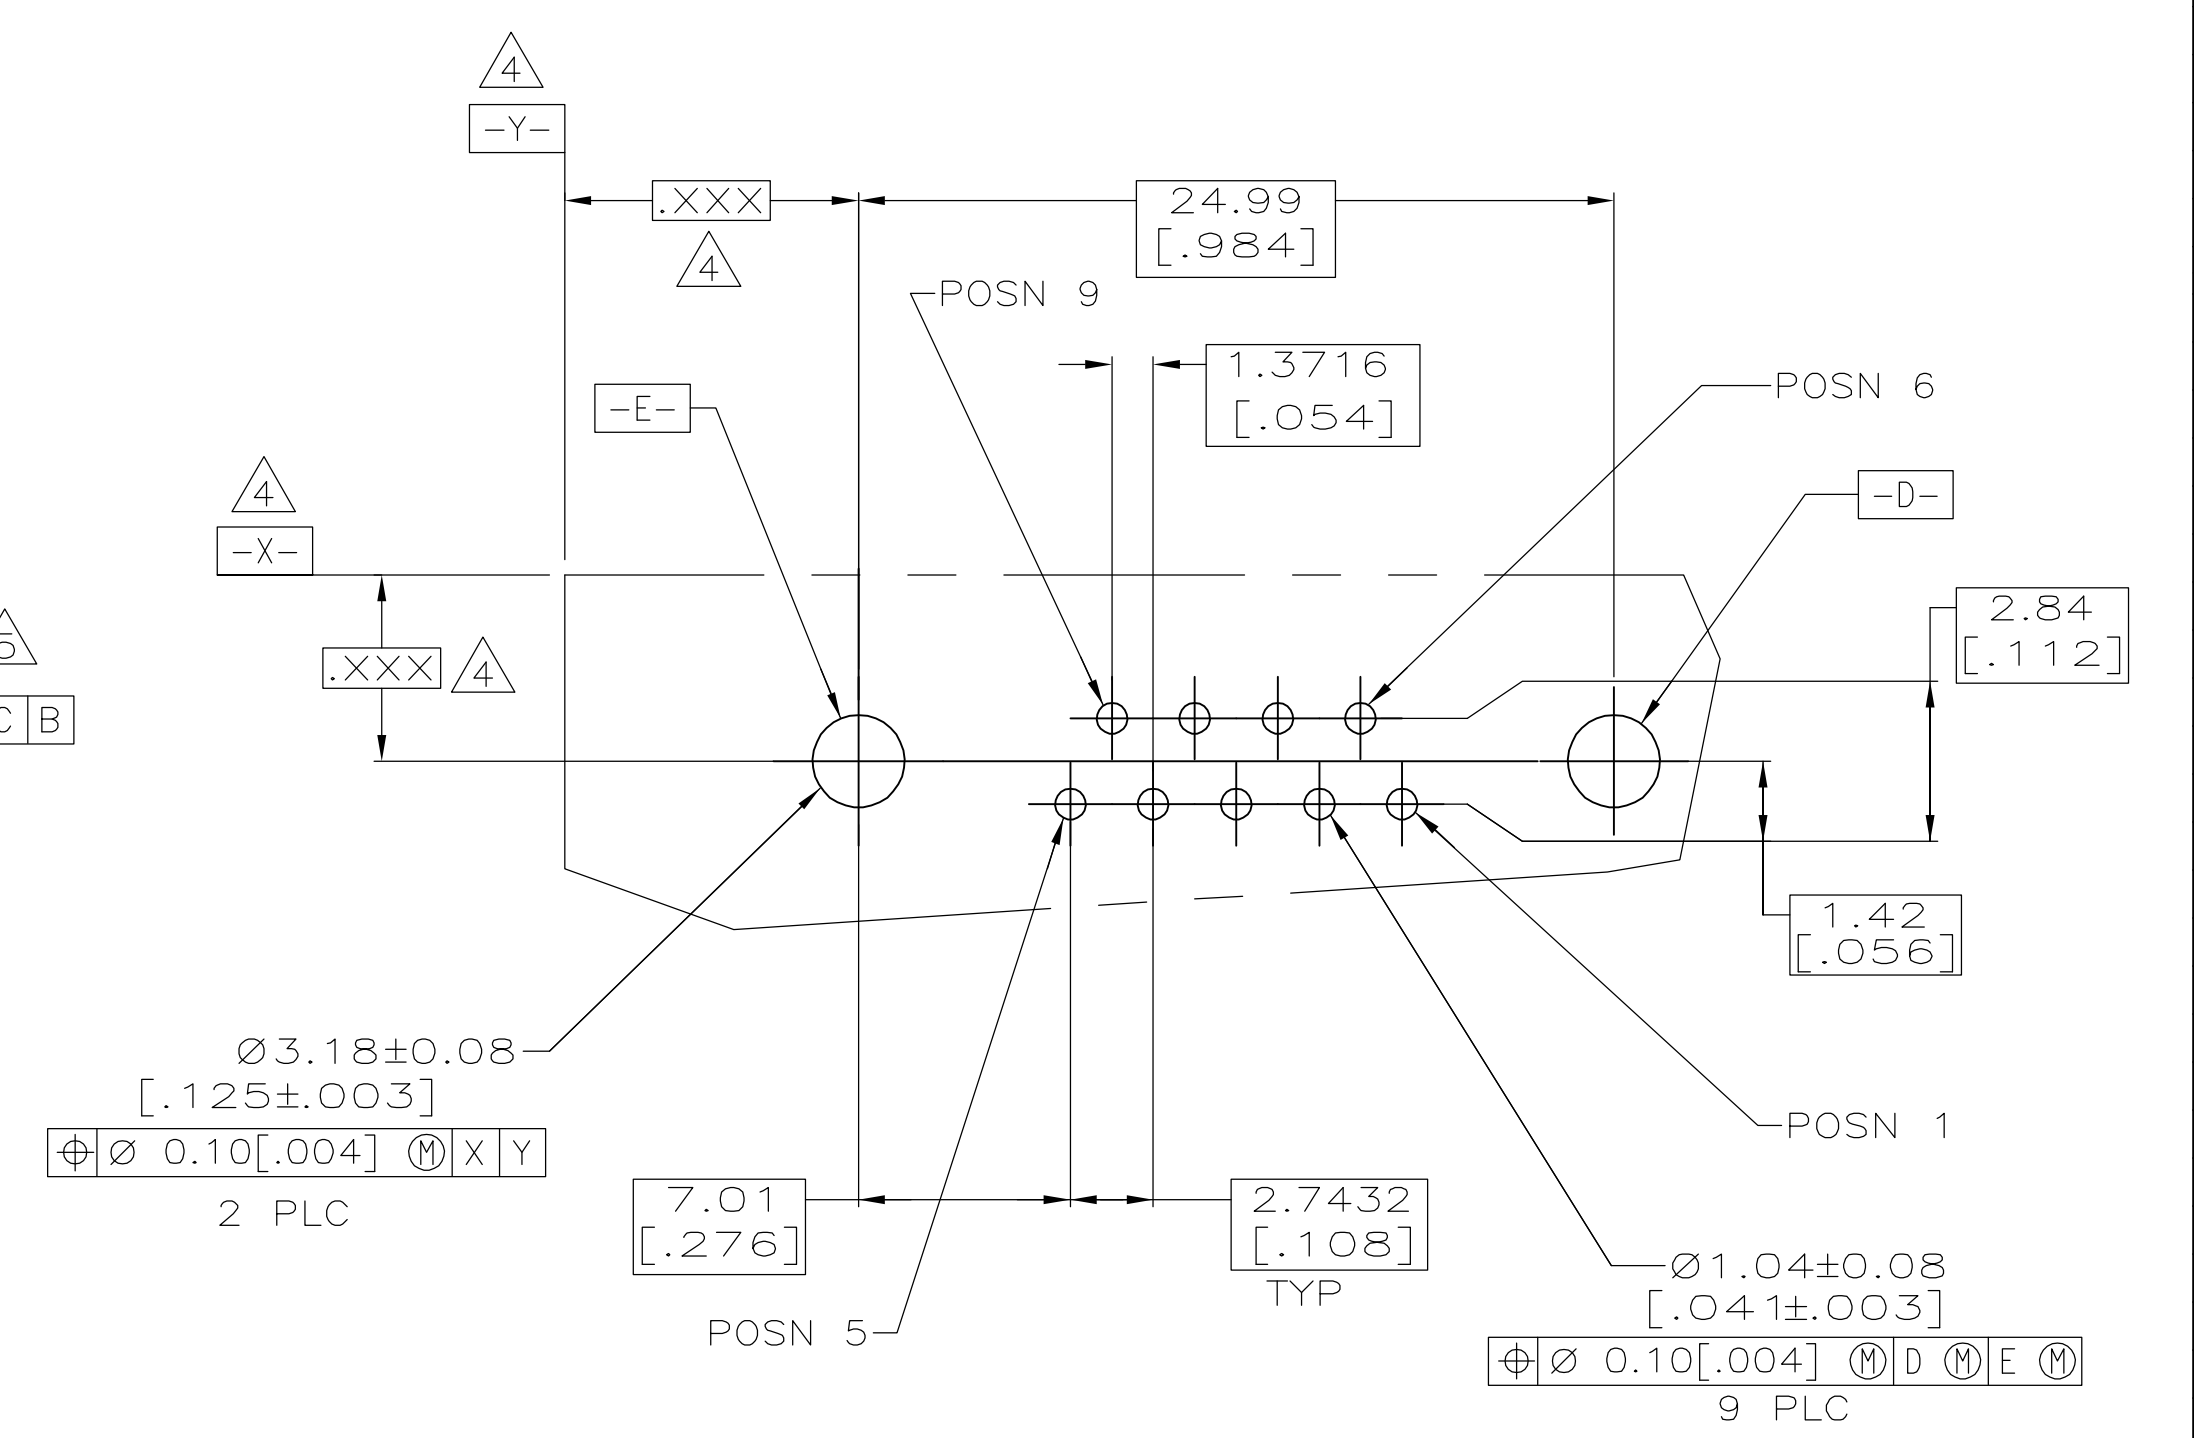 4
-Y-
.XXX
24.99
[.984]
4
POSN 9
1.3716
[.054]
POSN 6
-E-
-D-
4
-X-
2.84
[.112]
5
.XXX 4
C B
1.42
[.056]
Ø3.18±0.08
[.125±.003]
⌖ Ø 0.10[.004] Ⓜ X Y
2 PLC
POSN 1
7.01
[.276]
2.7432
[.108]
TYP
POSN 5
Ø1.04±0.08
[.041±.003]
⌖ Ø 0.10[.004] Ⓜ D Ⓜ E Ⓜ
9 PLC